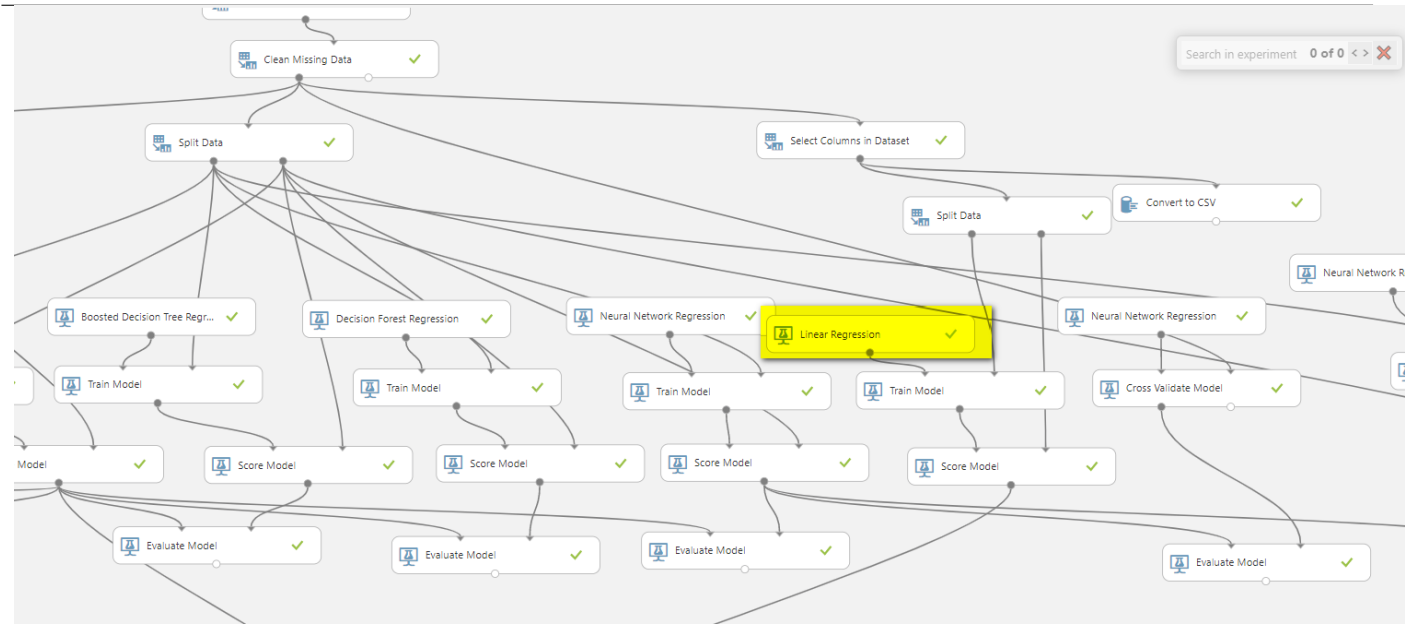 Clean Missing Data
Search in experiment 0 of 0 < >
Split Data
Select Columns in Dataset
Convert to CSV
Split Data
Neural Network R
Boosted Decision Tree Regr...
Decision Forest Regression
Neural Network Regression
Linear Regression
Neural Network Regression
Train Model
Train Model
Train Model
Train Model
Cross Validate Model
Model
Score Model
Score Model
Score Model
Score Model
Evaluate Model
Evaluate Model
Evaluate Model
Evaluate Model